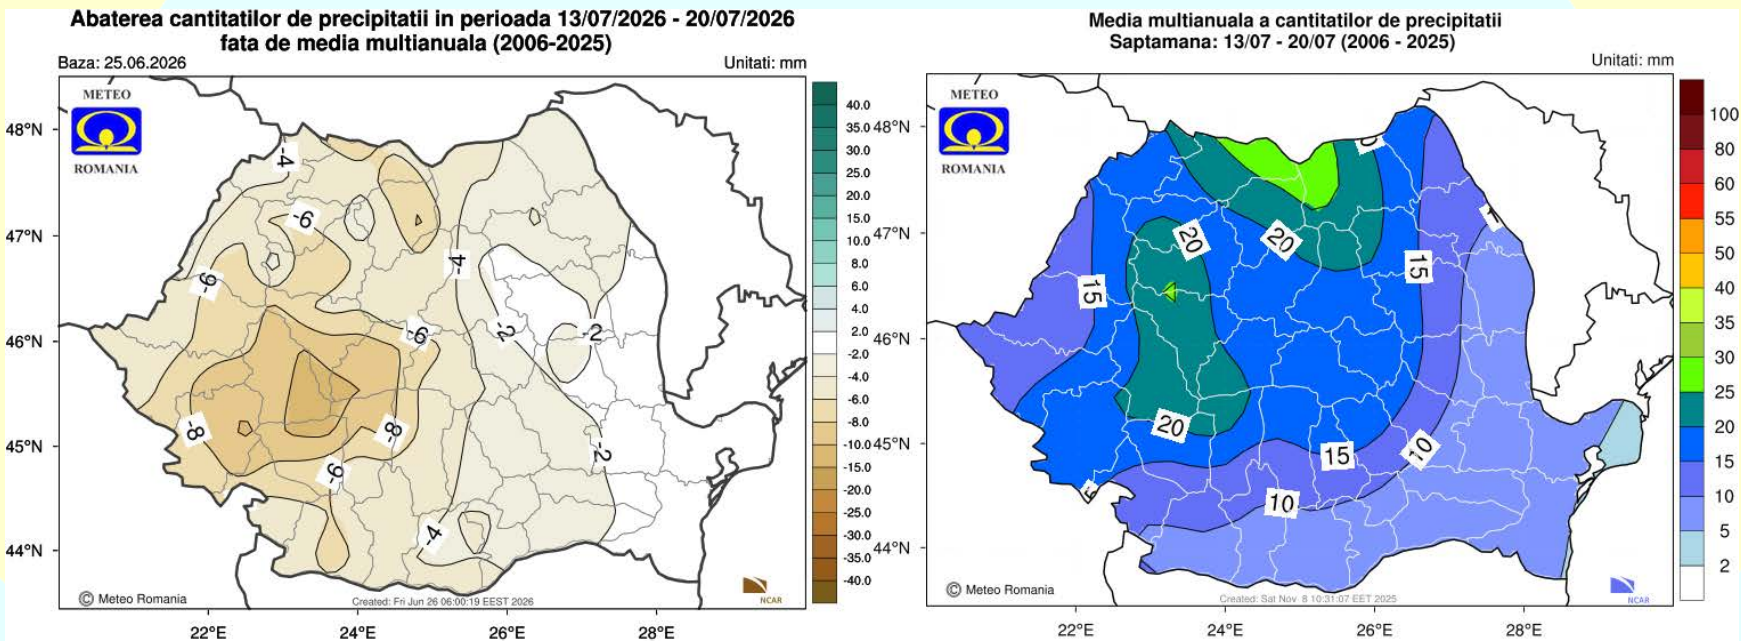 Abaterea cantitatilor de precipitatii in perioada 13/07/2026 - 20/07/2026
fata de media multianuala (2006-2025)
Baza: 25.06.2026
Unitati: mm
METEO
ROMANIA
48°N
47°N
46°N
45°N
44°N
22°E
24°E
26°E
28°E
-4
-6
-6
-4
-6
-2
-2
-8
-8
-6
-2
-4
40.0
35.0
30.0
25.0
20.0
15.0
10.0
8.0
6.0
4.0
2.0
-2.0
-4.0
-6.0
-8.0
-10.0
-15.0
-20.0
-25.0
-30.0
-35.0
-40.0
© Meteo Romania
Created: Fri Jun 26 06:00:19 EEST 2026
NCAR
Media multianuala a cantitatilor de precipitatii
Saptamana: 13/07 - 20/07 (2006 - 2025)
Unitati: mm
METEO
ROMANIA
48°N
47°N
46°N
45°N
44°N
22°E
24°E
26°E
28°E
20
20
15
15
20
15
10
10
100
80
60
55
50
40
35
30
25
20
15
10
5
2
© Meteo Romania
Created: Sat Nov 8 10:31:07 EET 2025
NCAR